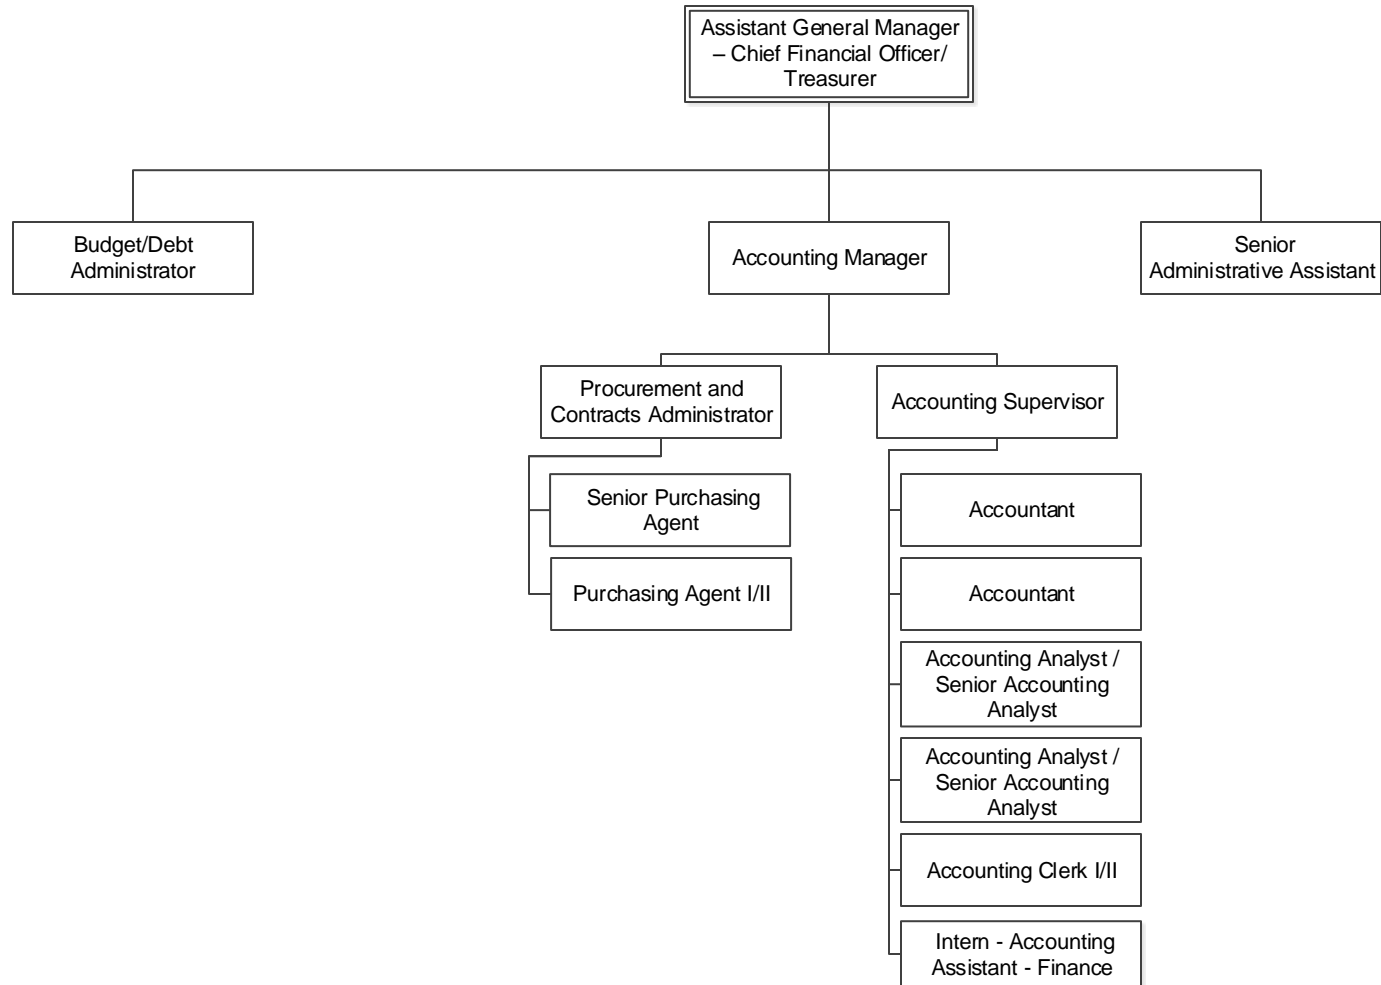 Assistant General Manager
– Chief Financial Officer/
Treasurer
Budget/Debt
Administrator
Accounting Manager
Senior
Administrative Assistant
Procurement and
Contracts Administrator
Accounting Supervisor
Senior Purchasing
Agent
Purchasing Agent I/II
Accountant
Accountant
Accounting Analyst /
Senior Accounting
Analyst
Accounting Analyst /
Senior Accounting
Analyst
Accounting Clerk I/II
Intern - Accounting
Assistant - Finance